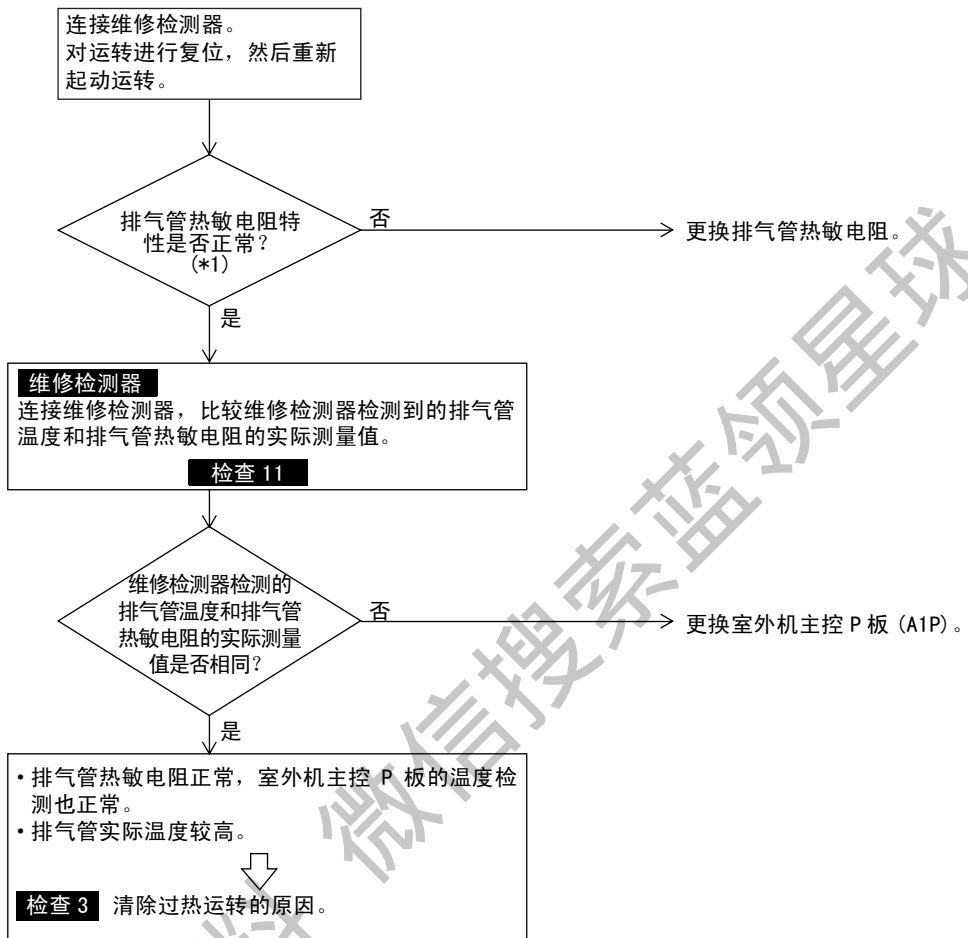 连接维修检测器。
对运转进行复位，然后重新
起动运转。
排气管热敏电阻特
性是否正常？
(*1)
否
更换排气管热敏电阻。
是
维修检测器
连接维修检测器，比较维修检测器检测到的排气管
温度和排气管热敏电阻的实际测量值。
检查 11
维修检测器检测的
排气管温度和排气管
热敏电阻的实际测量
值是否相同？
否
更换室外机主控 P 板 (A1P)。
是
• 排气管热敏电阻正常，室外机主控 P 板的温度检
测也正常。
• 排气管实际温度较高。
检查 3 清除过热运转的原因。
微信搜索蓝领星球